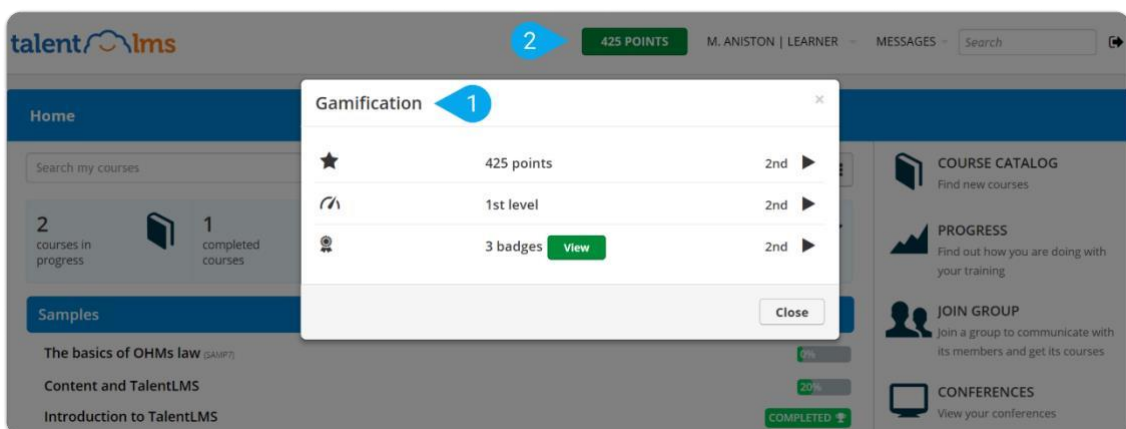 talentlms
2
425 POINTS
M. ANISTON | LEARNER
MESSAGES
Search
Home
Gamification
1
×
425 points
2nd
1st level
2nd
3 badges
View
2nd
Close
Search my courses
2
courses in
progress
1
completed
courses
Samples
The basics of OHMs law (SAMP7)
0%
Content and TalentLMS
20%
Introduction to TalentLMS
COMPLETED
COURSE CATALOG
Find new courses
PROGRESS
Find out how you are doing with
your training
JOIN GROUP
Join a group to communicate with
its members and get its courses
CONFERENCES
View your conferences